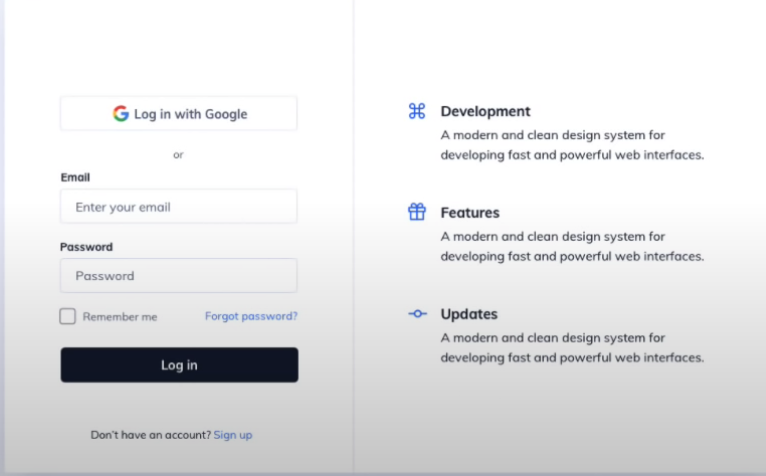 Log in with Google
or
Email
Enter your email
Password
Password
Remember me
Forgot password?
Log in
Don't have an account? Sign up
Development
A modern and clean design system for
developing fast and powerful web interfaces.
Features
A modern and clean design system for
developing fast and powerful web interfaces.
Updates
A modern and clean design system for
developing fast and powerful web interfaces.